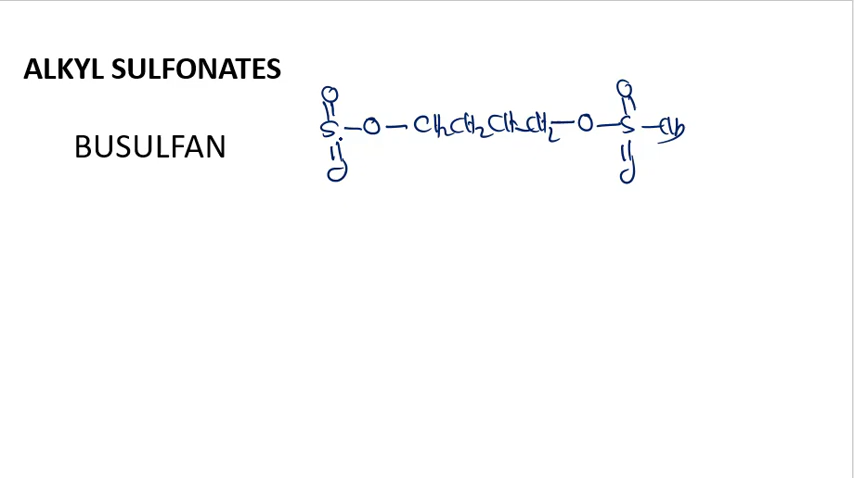 ALKYL SULFONATES
BUSULFAN
O O
S-O-CH2CH2CH2CH2-O-S-CH3
O O